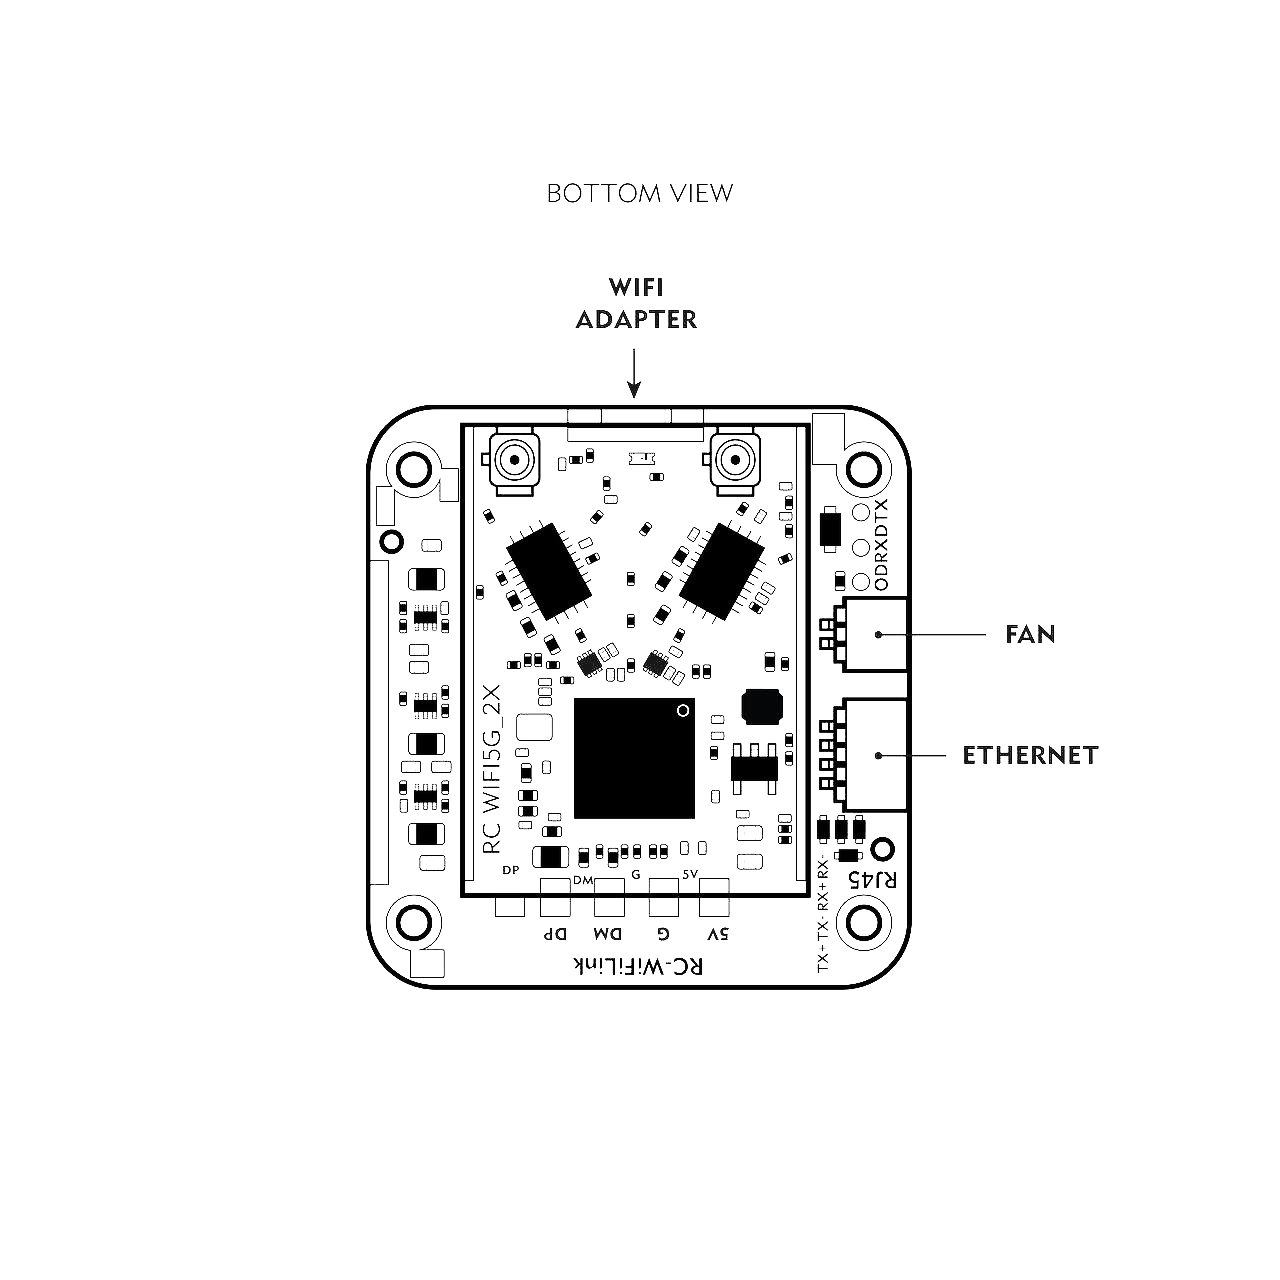 BOTTOM VIEW
WIFI
ADAPTER
ODRXDTX
FAN
ETHERNET
RC WIFI5G_2X
DP
DM
G
5V
RJ45
TX+ TX- RX+ RX-
DP
DM
G
5V
RC-WiFiLink